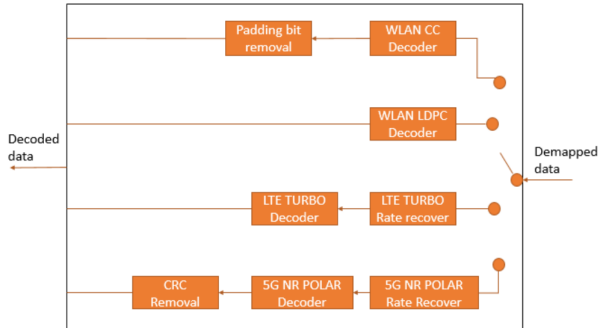 Padding bit
removal
WLAN CC
Decoder
WLAN LDPC
Decoder
Decoded
data
Demapped
data
LTE TURBO
Decoder
LTE TURBO
Rate recover
CRC
Removal
5G NR POLAR
Decoder
5G NR POLAR
Rate Recover